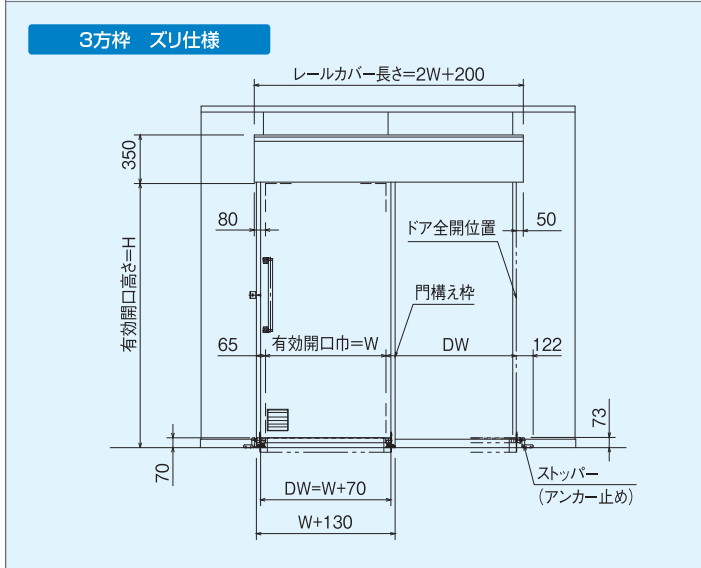 3方枠 ズリ仕様
レールカバー長さ=2W+200
350
80
ドア全開位置
50
有効開口高さ=H
門構え枠
65
有効開口巾=W
DW
122
73
70
DW=W+70
ストッパー
(アンカー止め)
W+130